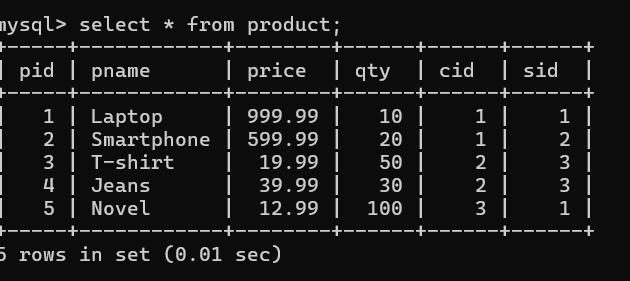 mysql> select * from product;
+-----+------------+--------+------+------+------+
| pid | pname      | price  | qty  | cid  | sid  |
+-----+------------+--------+------+------+------+
|   1 | Laptop     | 999.99 |   10 |    1 |    1 |
|   2 | Smartphone | 599.99 |   20 |    1 |    2 |
|   3 | T-shirt    |  19.99 |   50 |    2 |    3 |
|   4 | Jeans      |  39.99 |   30 |    2 |    3 |
|   5 | Novel      |  12.99 |  100 |    3 |    1 |
+-----+------------+--------+------+------+------+
5 rows in set (0.01 sec)